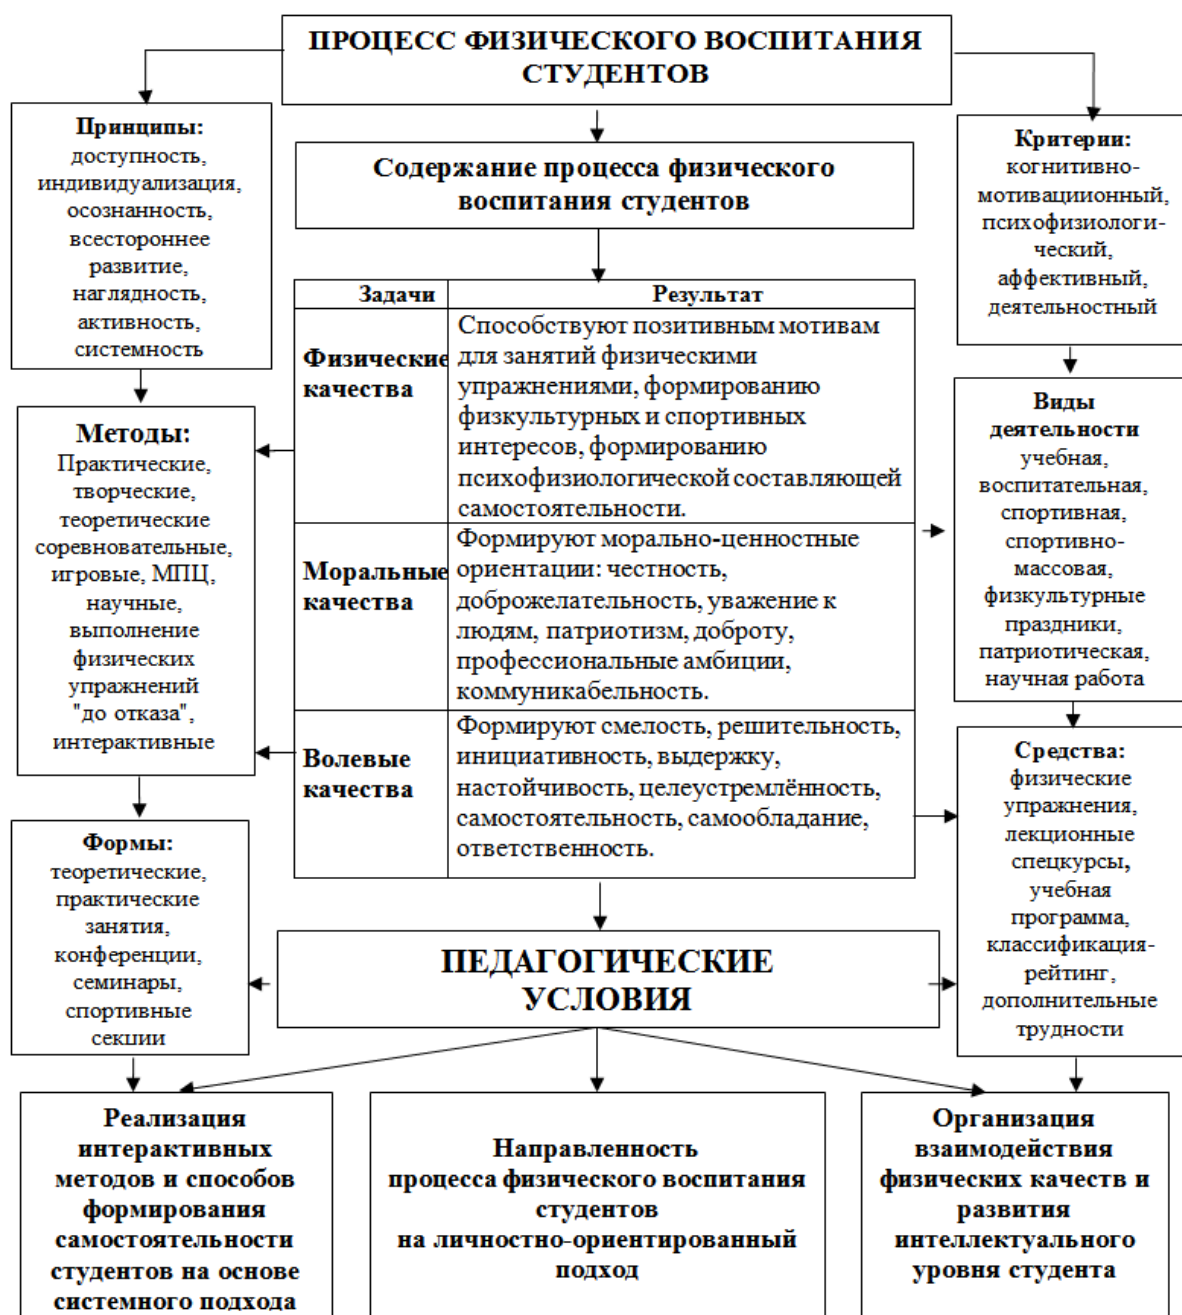 ПРОЦЕСС ФИЗИЧЕСКОГО ВОСПИТАНИЯ
СТУДЕНТОВ
Принципы:
доступность,
индивидуализация,
осознанность,
всестороннее
развитие,
наглядность,
активность,
системность
Содержание процесса физического
воспитания студентов
Критерии:
когнитивно-
мотивациионный,
психофизиологи-
ческий,
аффективный,
деятельностный
Задачи
Результат
Физические
качества
Способствуют позитивным мотивам
для занятий физическими
упражнениями, формированию
физкультурных и спортивных
интересов, формированию
психофизиологической составляющей
самостоятельности.
Моральные
качества
Формируют морально-ценностные
ориентации: честность,
доброжелательность, уважение к
людям, патриотизм, доброту,
профессиональные амбиции,
коммуникабельность.
Волевые
качества
Формируют смелость, решительность,
инициативность, выдержку,
настойчивость, целеустремлённость,
самостоятельность, самообладание,
ответственность.
Методы:
Практические,
творческие,
теоретические
соревновательные,
игровые, МПЦ,
научные,
выполнение
физических
упражнений
"до отказа",
интерактивные
Виды
деятельности
учебная,
воспитательная,
спортивная,
спортивно-
массовая,
физкультурные
праздники,
патриотическая,
научная работа
Формы:
теоретические,
практические
занятия,
конференции,
семинары,
спортивные
секции
Средства:
физические
упражнения,
лекционные
спецкурсы,
учебная
программа,
классификация-
рейтинг,
дополнительные
трудности
ПЕДАГОГИЧЕСКИЕ
УСЛОВИЯ
Реализация
интерактивных
методов и способов
формирования
самостоятельности
студентов на основе
системного подхода
Направленность
процесса физического воспитания
студентов
на личностно-ориентированный
подход
Организация
взаимодействия
физических качеств и
развития
интеллектуального
уровня студента